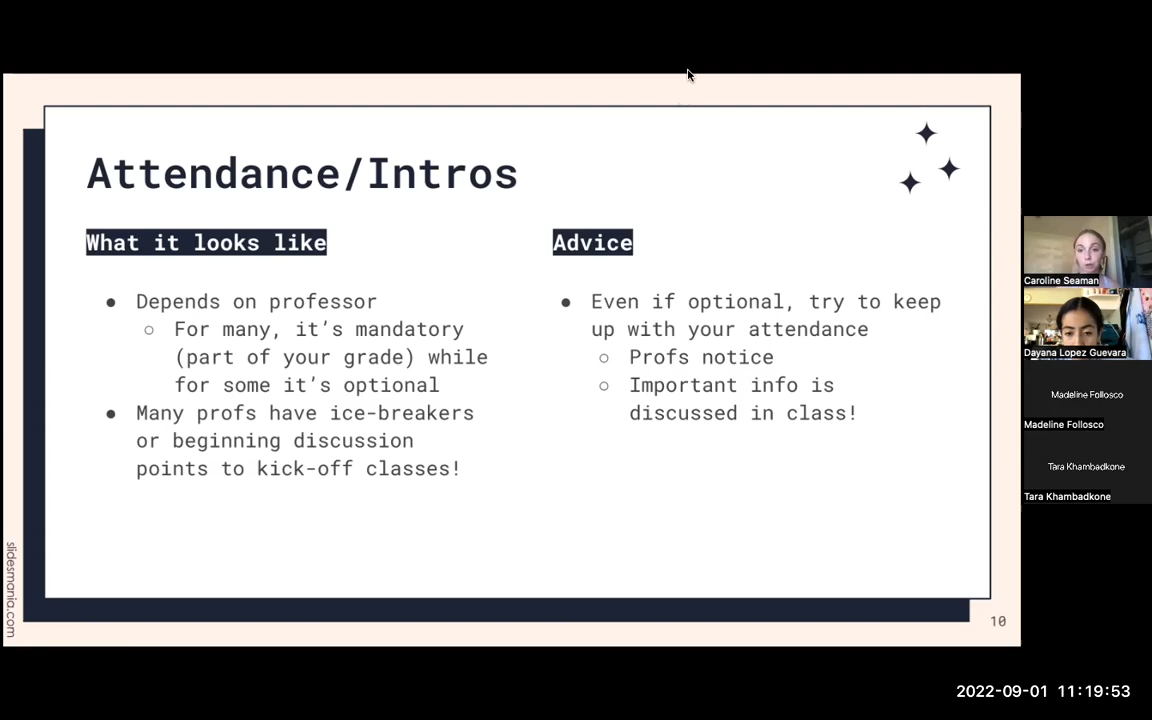 Attendance/Intros
What it looks like
● Depends on professor
○ For many, it's mandatory
(part of your grade) while
for some it's optional
● Many profs have ice-breakers
or beginning discussion
points to kick-off classes!
Advice
● Even if optional, try to keep
up with your attendance
○ Profs notice
○ Important info is
discussed in class!
slidesmania.com
10
Caroline Seaman
Dayana Lopez Guevara
Madeline Follosco
Madeline Follosco
Tara Khambadkone
Tara Khambadkone
2022-09-01 11:19:53